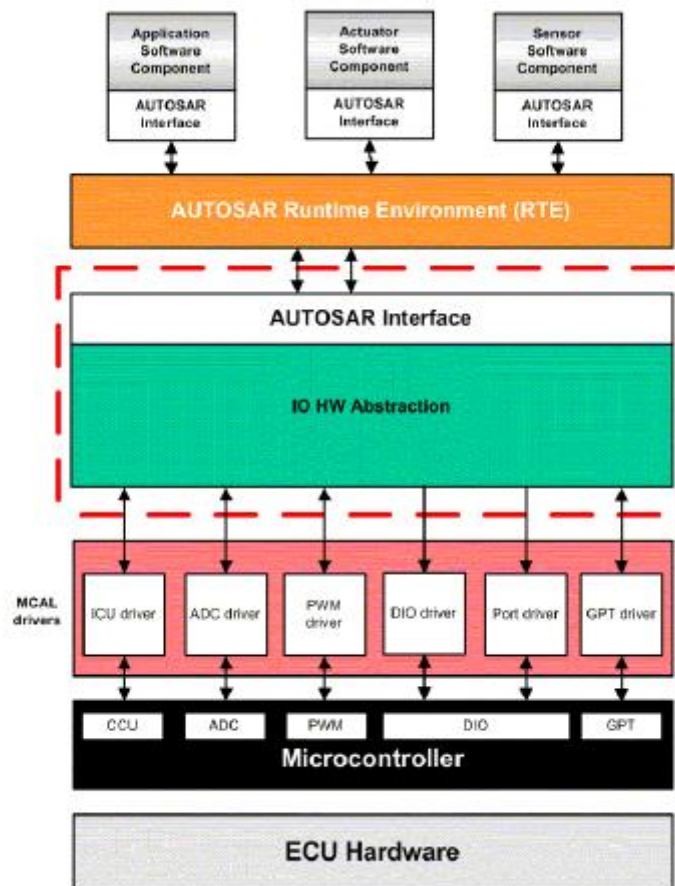 Application
Software
Component
AUTOSAR
Interface
Actuator
Software
Component
AUTOSAR
Interface
Sensor
Software
Component
AUTOSAR
Interface
AUTOSAR Runtime Environment (RTE)
AUTOSAR Interface
IO HW Abstraction
MCAL
drivers
ICU driver
ADC driver
PWM
driver
DIO driver
Port driver
GPT driver
CCU
ADC
PWM
DIO
GPT
Microcontroller
ECU Hardware